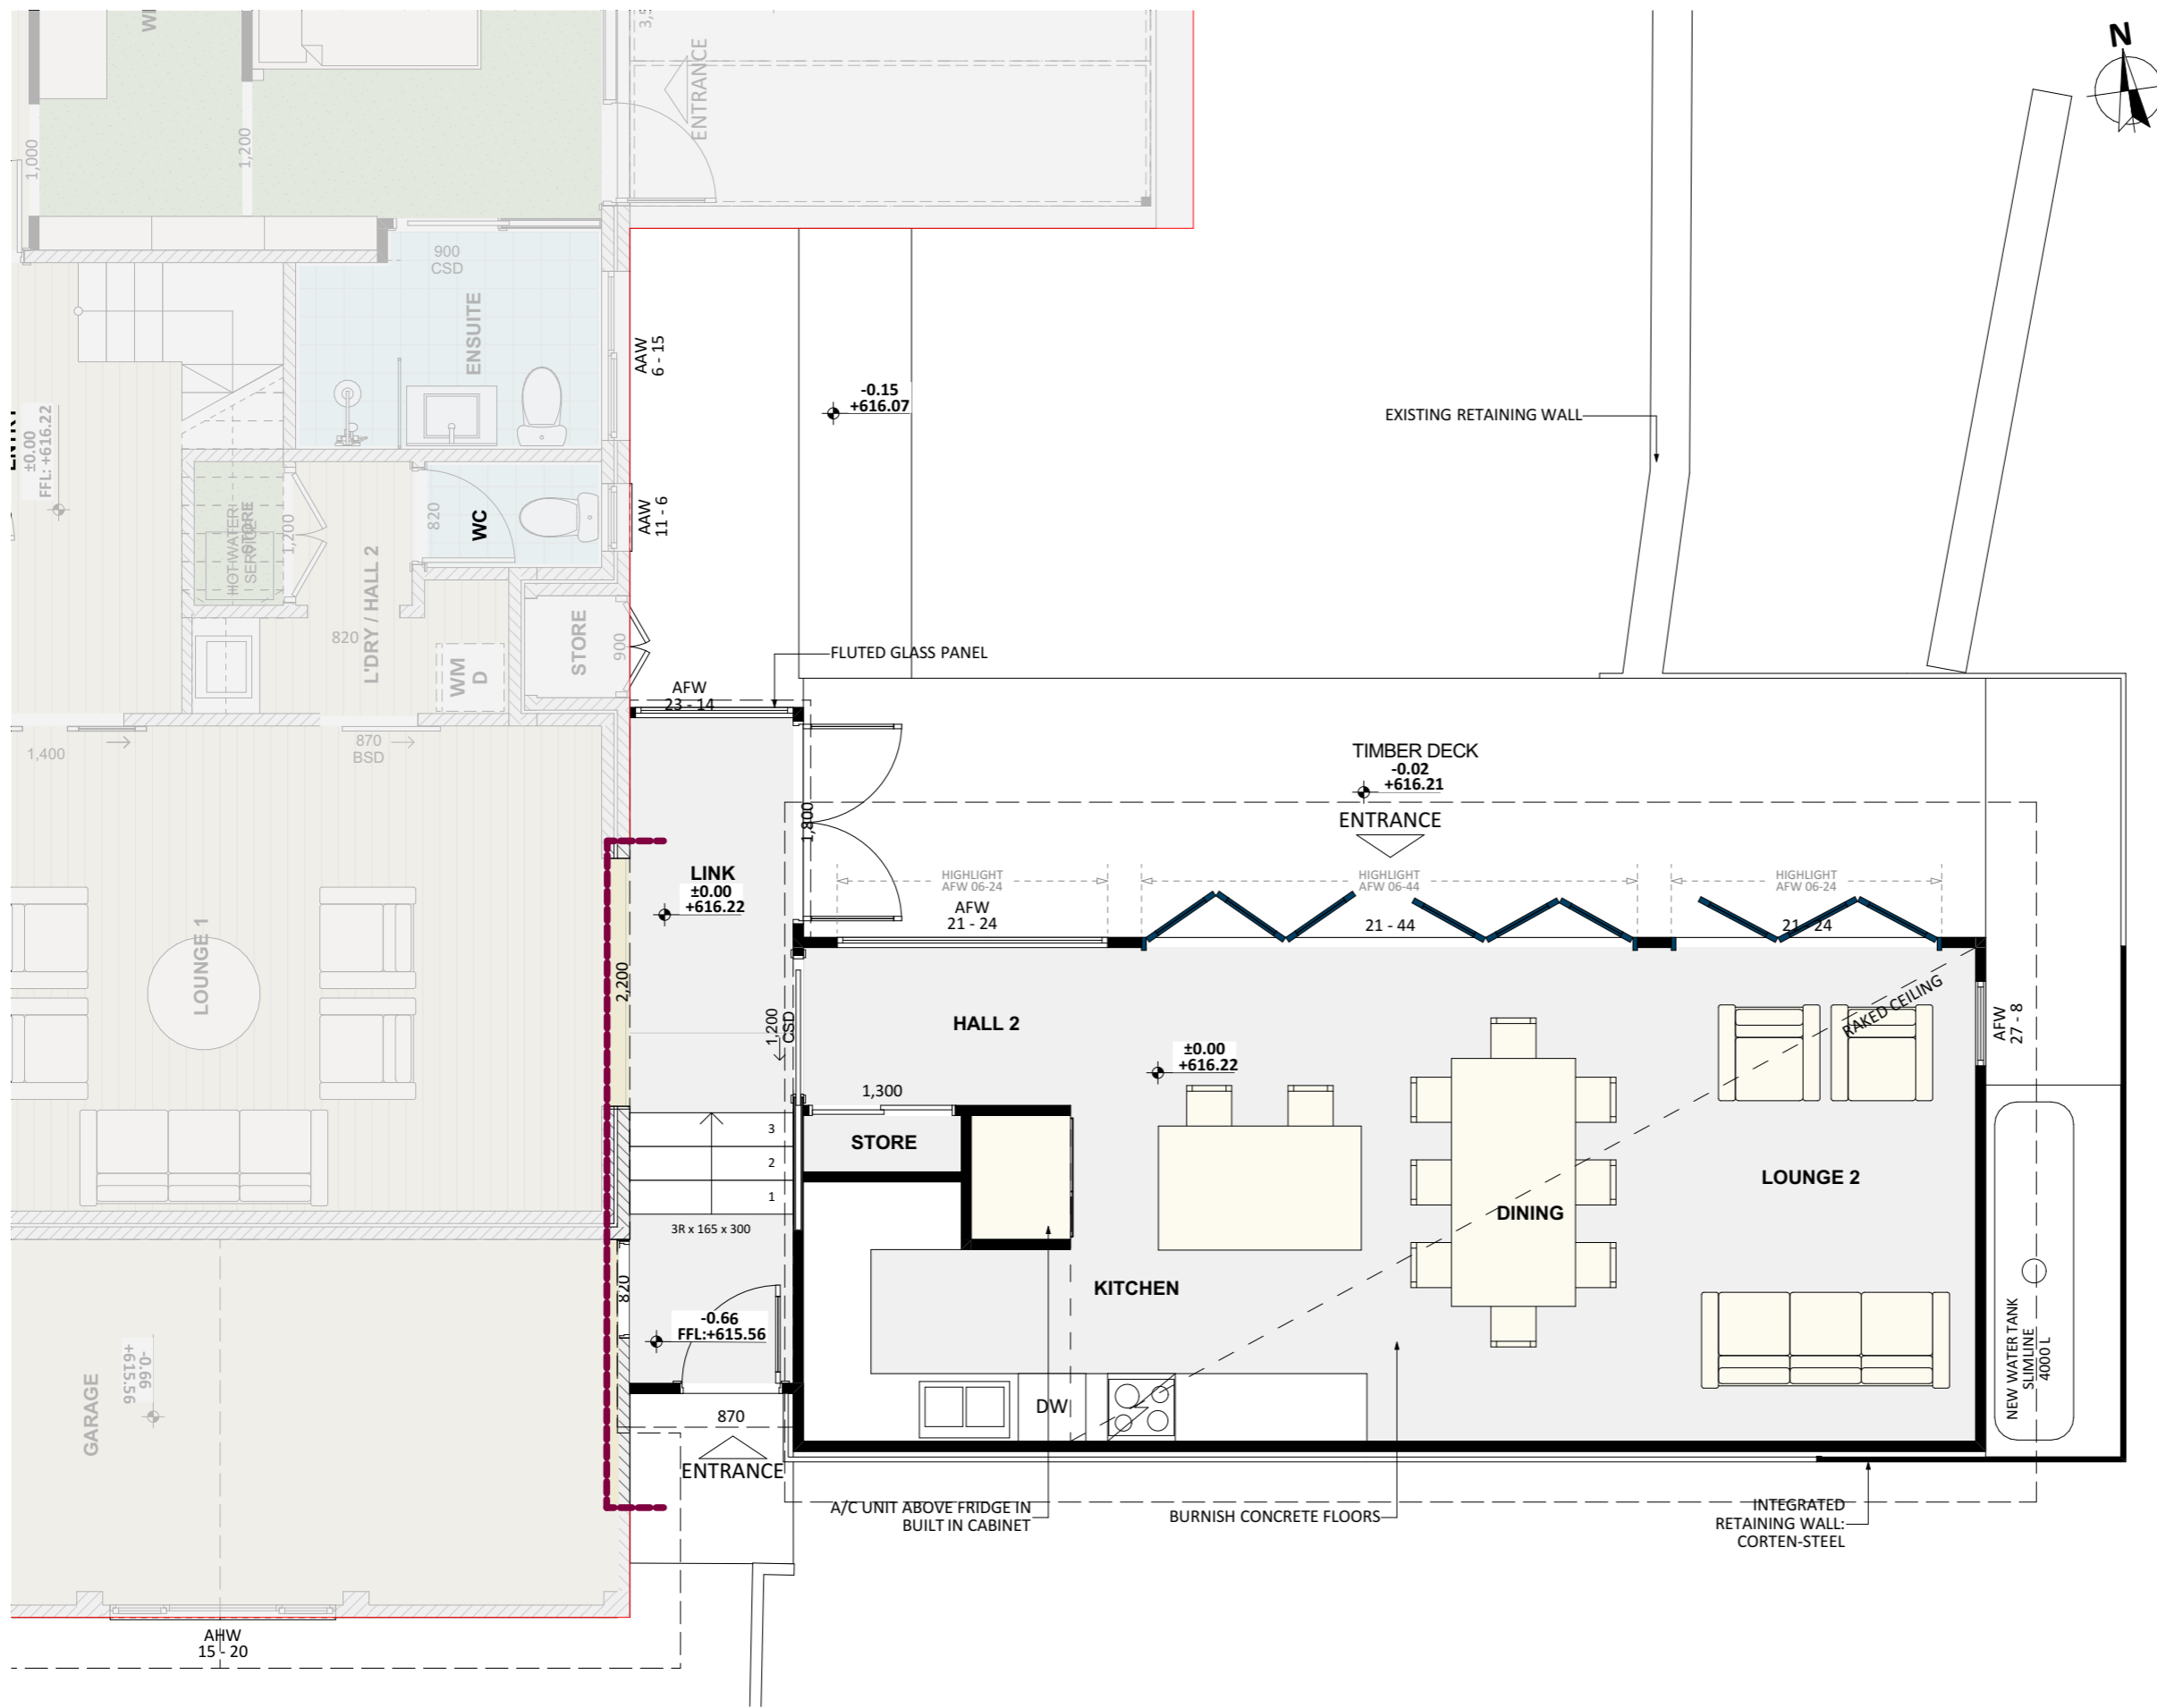 N
ENTRANCE
1,000
1,200
900
CSD
ENSUITE
AAW
6 - 15
-0.15
+616.07
EXISTING RETAINING WALL
±0.00
FFL: +616.22
HOT WATER
SERVICE
STORE
1,200
820
WC
AAW
11 - 6
L'DRY / HALL 2
820
WM
D
STORE
900
FLUTED GLASS PANEL
AFW
23 - 14
1,400
870
BSD
TIMBER DECK
-0.02
+616.21
ENTRANCE
1,800
LINK
±0.00
+616.22
HIGHLIGHT
AFW 06-24
HIGHLIGHT
AFW 06-44
HIGHLIGHT
AFW 06-24
AFW
21 - 24
21 - 44
21 - 24
LOUNGE 1
2,200
1,200
CSD
HALL 2
RAKED CEILING
AFW
27 - 8
±0.00
+616.22
1,300
STORE
3
2
1
3R x 165 x 300
LOUNGE 2
DINING
KITCHEN
820
-0.66
FFL:+615.56
-0.66
+615.56
GARAGE
DW
NEW WATER TANK
SLIMLINE
4000 L
870
ENTRANCE
A/C UNIT ABOVE FRIDGE IN
BUILT IN CABINET
BURNISH CONCRETE FLOORS
INTEGRATED
RETAINING WALL:
CORTEN-STEEL
AHW
15 - 20